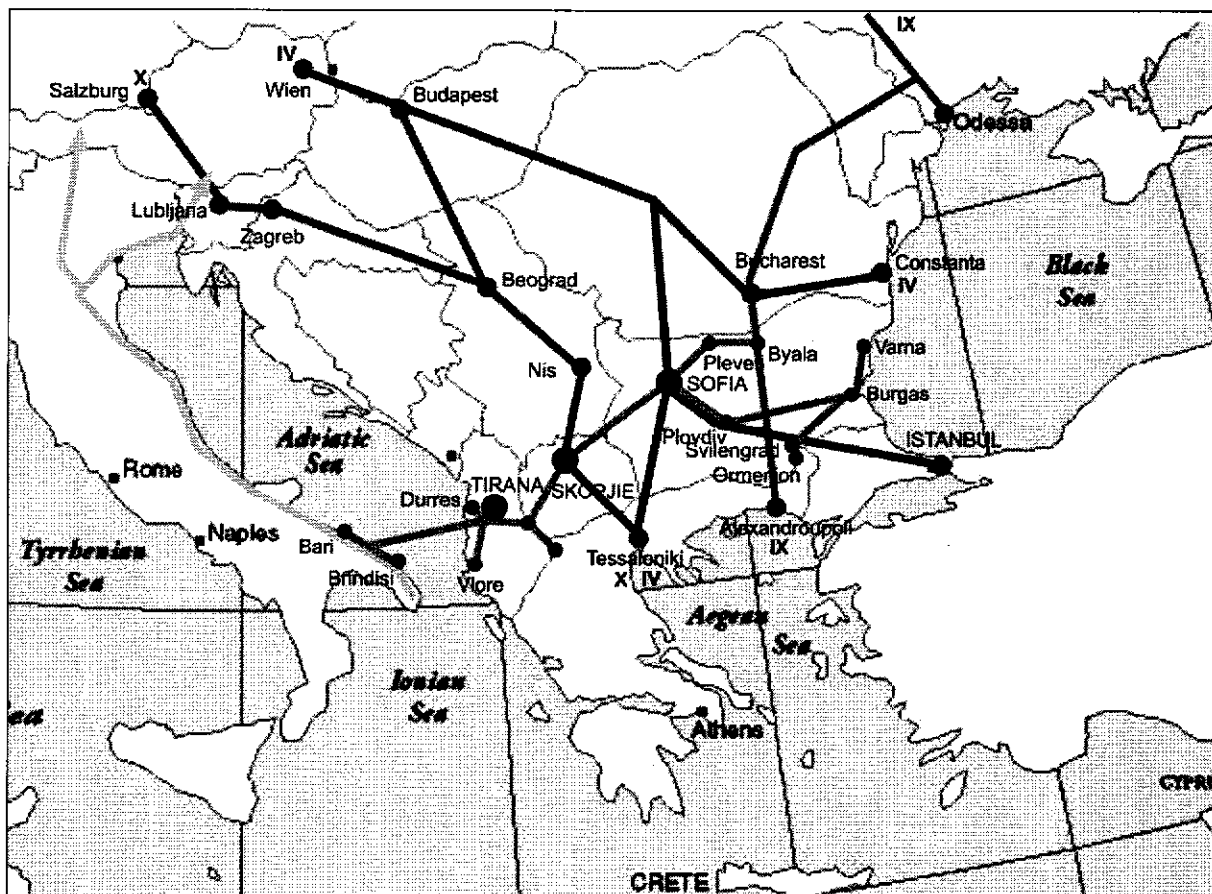 IX
IV
X
Salzburg
Wien
Budapest
Odessa
Lubljana
Zagreb
Beograd
Bucharest
Constanta
IV
Black
Sea
Nis
Pleven
Byala
Varna
SOFIA
Burgas
Plovdiv
ISTANBUL
Svilengrad
Ormenion
Adriatic
Sea
Rome
TIRANA
SKOPJIE
Durres
Naples
Bari
Tessaloniki
Alexandroupoli
IX
X IV
Tyrrhenian
Sea
Brindisi
Vlore
Aegean
Sea
Ionian
Sea
Athens
CRETE